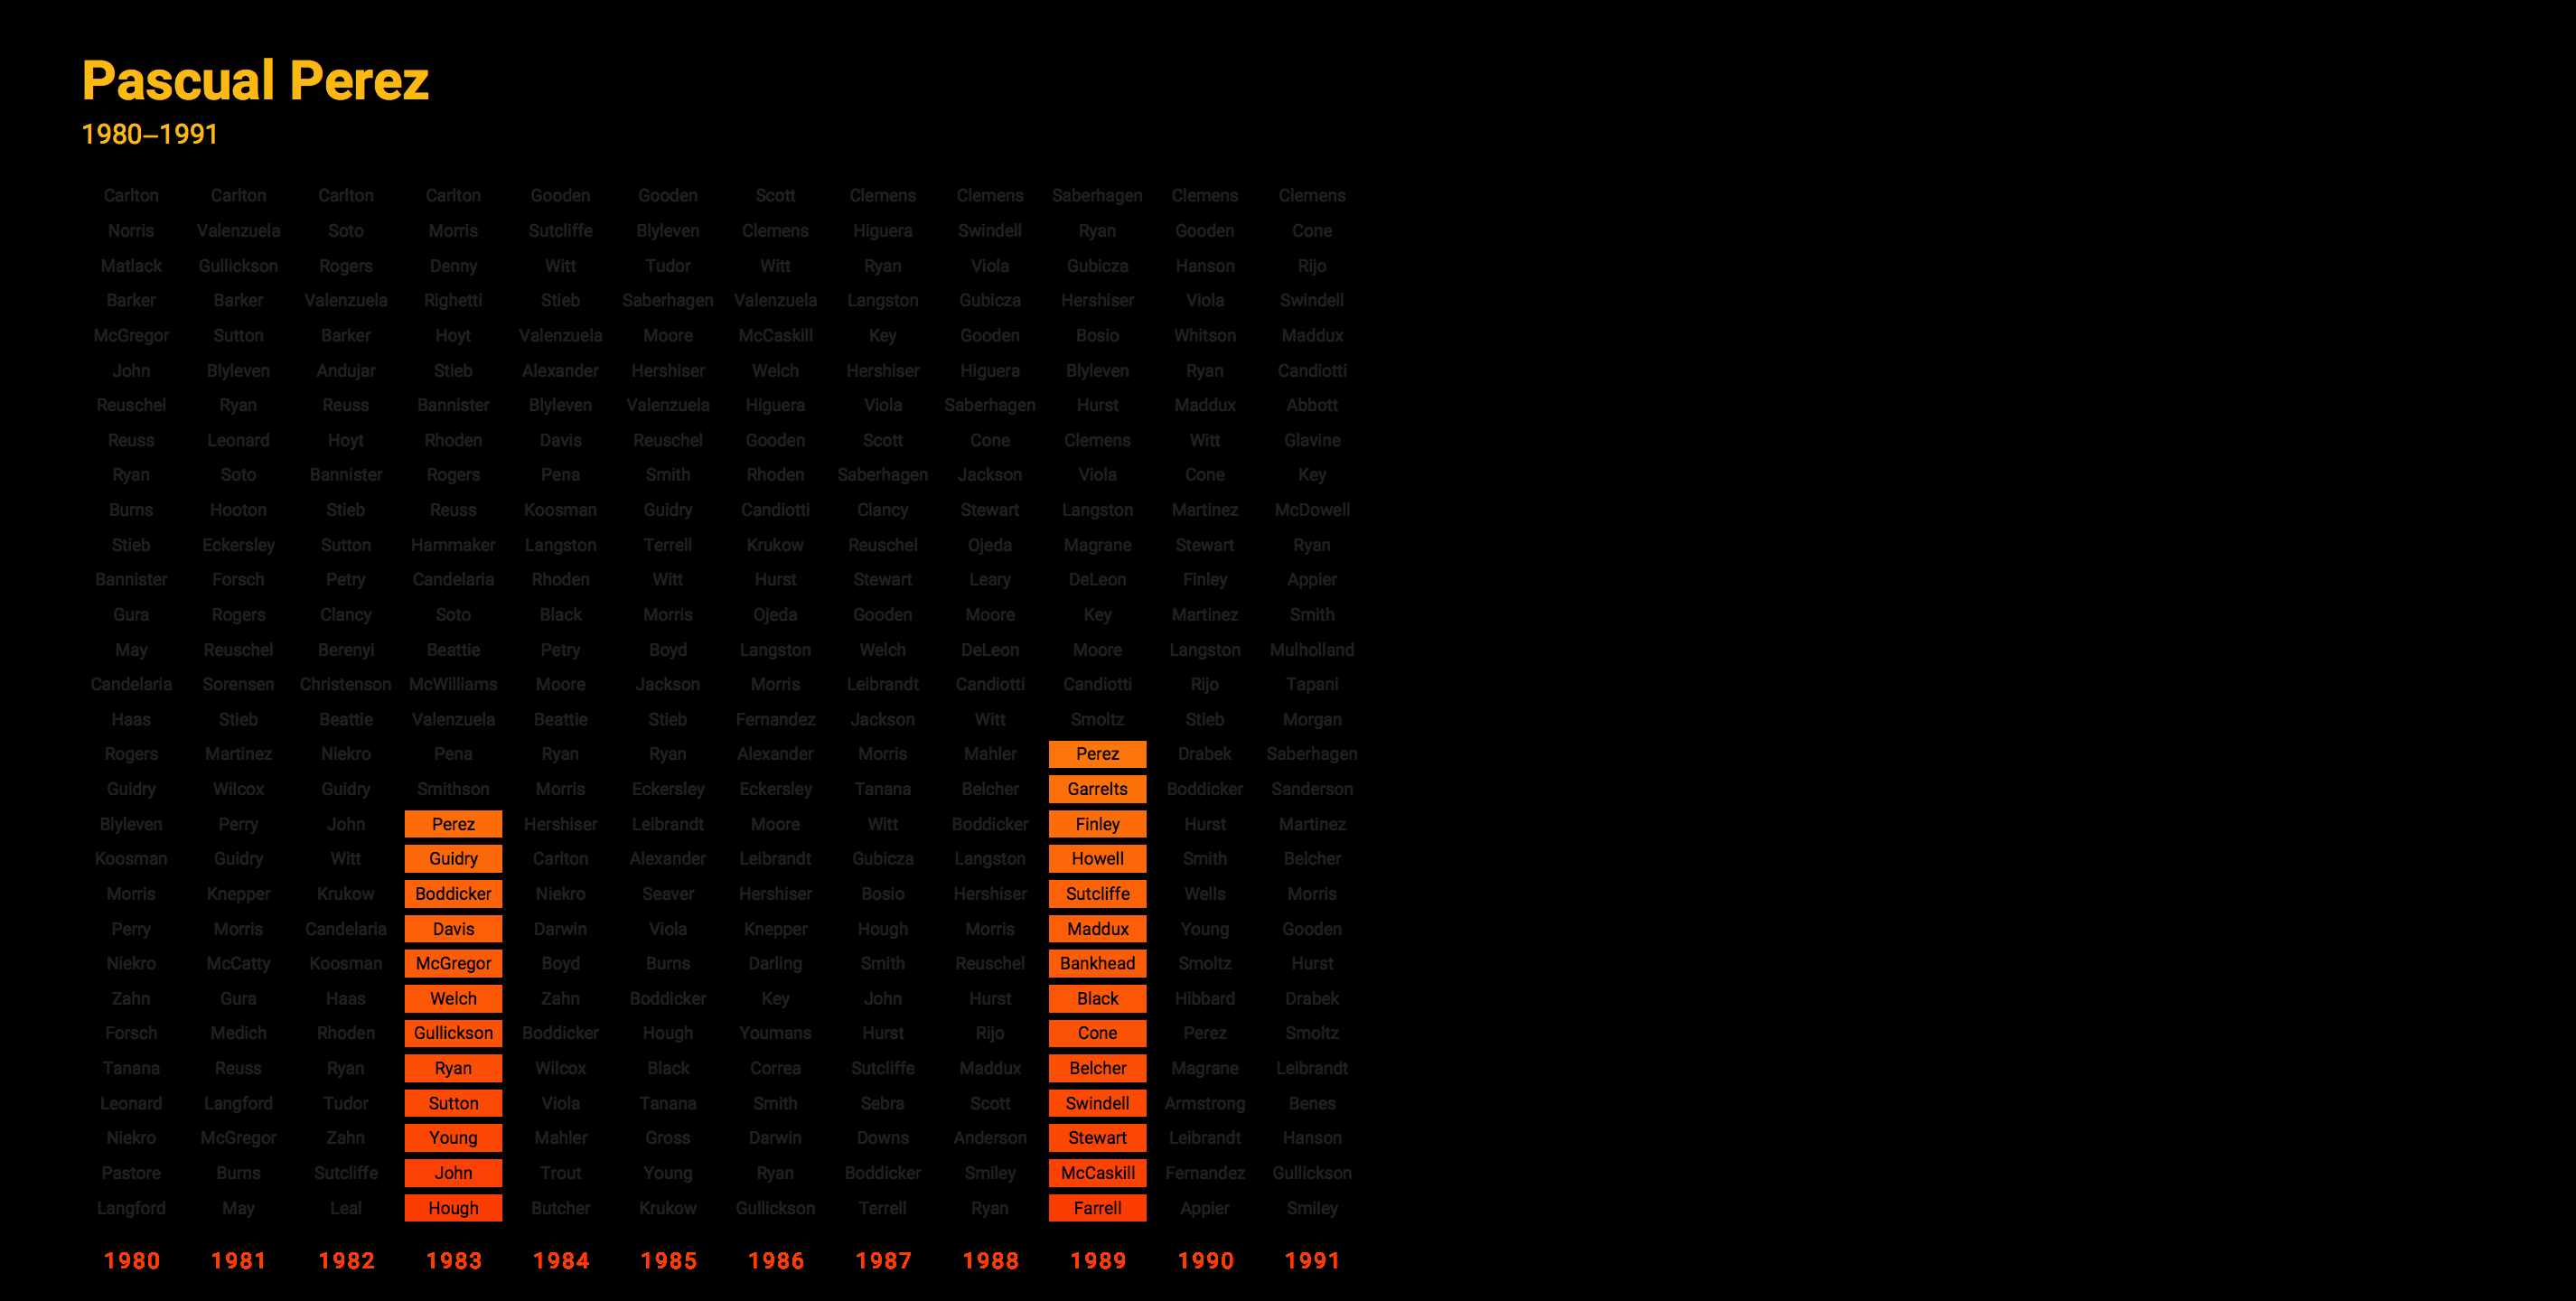 Pascual Perez
1980–1991
Carlton Carlton Carlton Carlton Gooden Gooden Scott Clemens Clemens Saberhagen Clemens Clemens
Norris Valenzuela Soto Morris Sutcliffe Blyleven Clemens Higuera Swindell Ryan Gooden Cone
Matlack Gullickson Rogers Denny Witt Tudor Witt Ryan Viola Gubicza Hanson Rijo
Barker Barker Valenzuela Righetti Stieb Saberhagen Valenzuela Langston Gubicza Hershiser Viola Swindell
McGregor Sutton Barker Hoyt Valenzuela Moore McCaskill Key Gooden Bosio Whitson Maddux
John Blyleven Andujar Stieb Alexander Hershiser Welch Hershiser Higuera Blyleven Ryan Candiotti
Reuschel Ryan Reuss Bannister Blyleven Valenzuela Higuera Viola Saberhagen Hurst Maddux Abbott
Reuss Leonard Hoyt Rhoden Davis Reuschel Gooden Scott Cone Clemens Witt Glavine
Ryan Soto Bannister Rogers Pena Smith Rhoden Saberhagen Jackson Viola Cone Key
Burns Hooton Stieb Reuss Koosman Guidry Candiotti Clancy Stewart Langston Martinez McDowell
Stieb Eckersley Sutton Hammaker Langston Terrell Krukow Reuschel Ojeda Magrane Stewart Ryan
Bannister Forsch Petry Candelaria Rhoden Witt Hurst Stewart Leary DeLeon Finley Appier
Gura Rogers Clancy Soto Black Morris Ojeda Gooden Moore Key Martinez Smith
May Reuschel Berenyi Beattie Petry Boyd Langston Welch DeLeon Moore Langston Mulholland
Candelaria Sorensen Christenson McWilliams Moore Jackson Morris Leibrandt Candiotti Candiotti Rijo Tapani
Haas Stieb Beattie Valenzuela Beattie Stieb Fernandez Jackson Witt Smoltz Stieb Morgan
Rogers Martinez Niekro Pena Ryan Ryan Alexander Morris Mahler Perez Drabek Saberhagen
Guidry Wilcox Guidry Smithson Morris Eckersley Eckersley Tanana Belcher Garrelts Boddicker Sanderson
Blyleven Perry John Perez Hershiser Leibrandt Moore Witt Boddicker Finley Hurst Martinez
Koosman Guidry Witt Guidry Carlton Alexander Leibrandt Gubicza Langston Howell Smith Belcher
Morris Knepper Krukow Boddicker Niekro Seaver Hershiser Bosio Hershiser Sutcliffe Wells Morris
Perry Morris Candelaria Davis Darwin Viola Knepper Hough Morris Maddux Young Gooden
Niekro McCatty Koosman McGregor Boyd Burns Darling Smith Reuschel Bankhead Smoltz Hurst
Zahn Gura Haas Welch Zahn Boddicker Key John Hurst Black Hibbard Drabek
Forsch Medich Rhoden Gullickson Boddicker Hough Youmans Hurst Rijo Cone Perez Smoltz
Tanana Reuss Ryan Ryan Wilcox Black Correa Sutcliffe Maddux Belcher Magrane Leibrandt
Leonard Langford Tudor Sutton Viola Tanana Smith Sebra Scott Swindell Armstrong Benes
Niekro McGregor Zahn Young Mahler Gross Darwin Downs Anderson Stewart Leibrandt Hanson
Pastore Burns Sutcliffe John Trout Young Ryan Boddicker Smiley McCaskill Fernandez Gullickson
Langford May Leal Hough Butcher Krukow Gullickson Terrell Ryan Farrell Appier Smiley
1980 1981 1982 1983 1984 1985 1986 1987 1988 1989 1990 1991